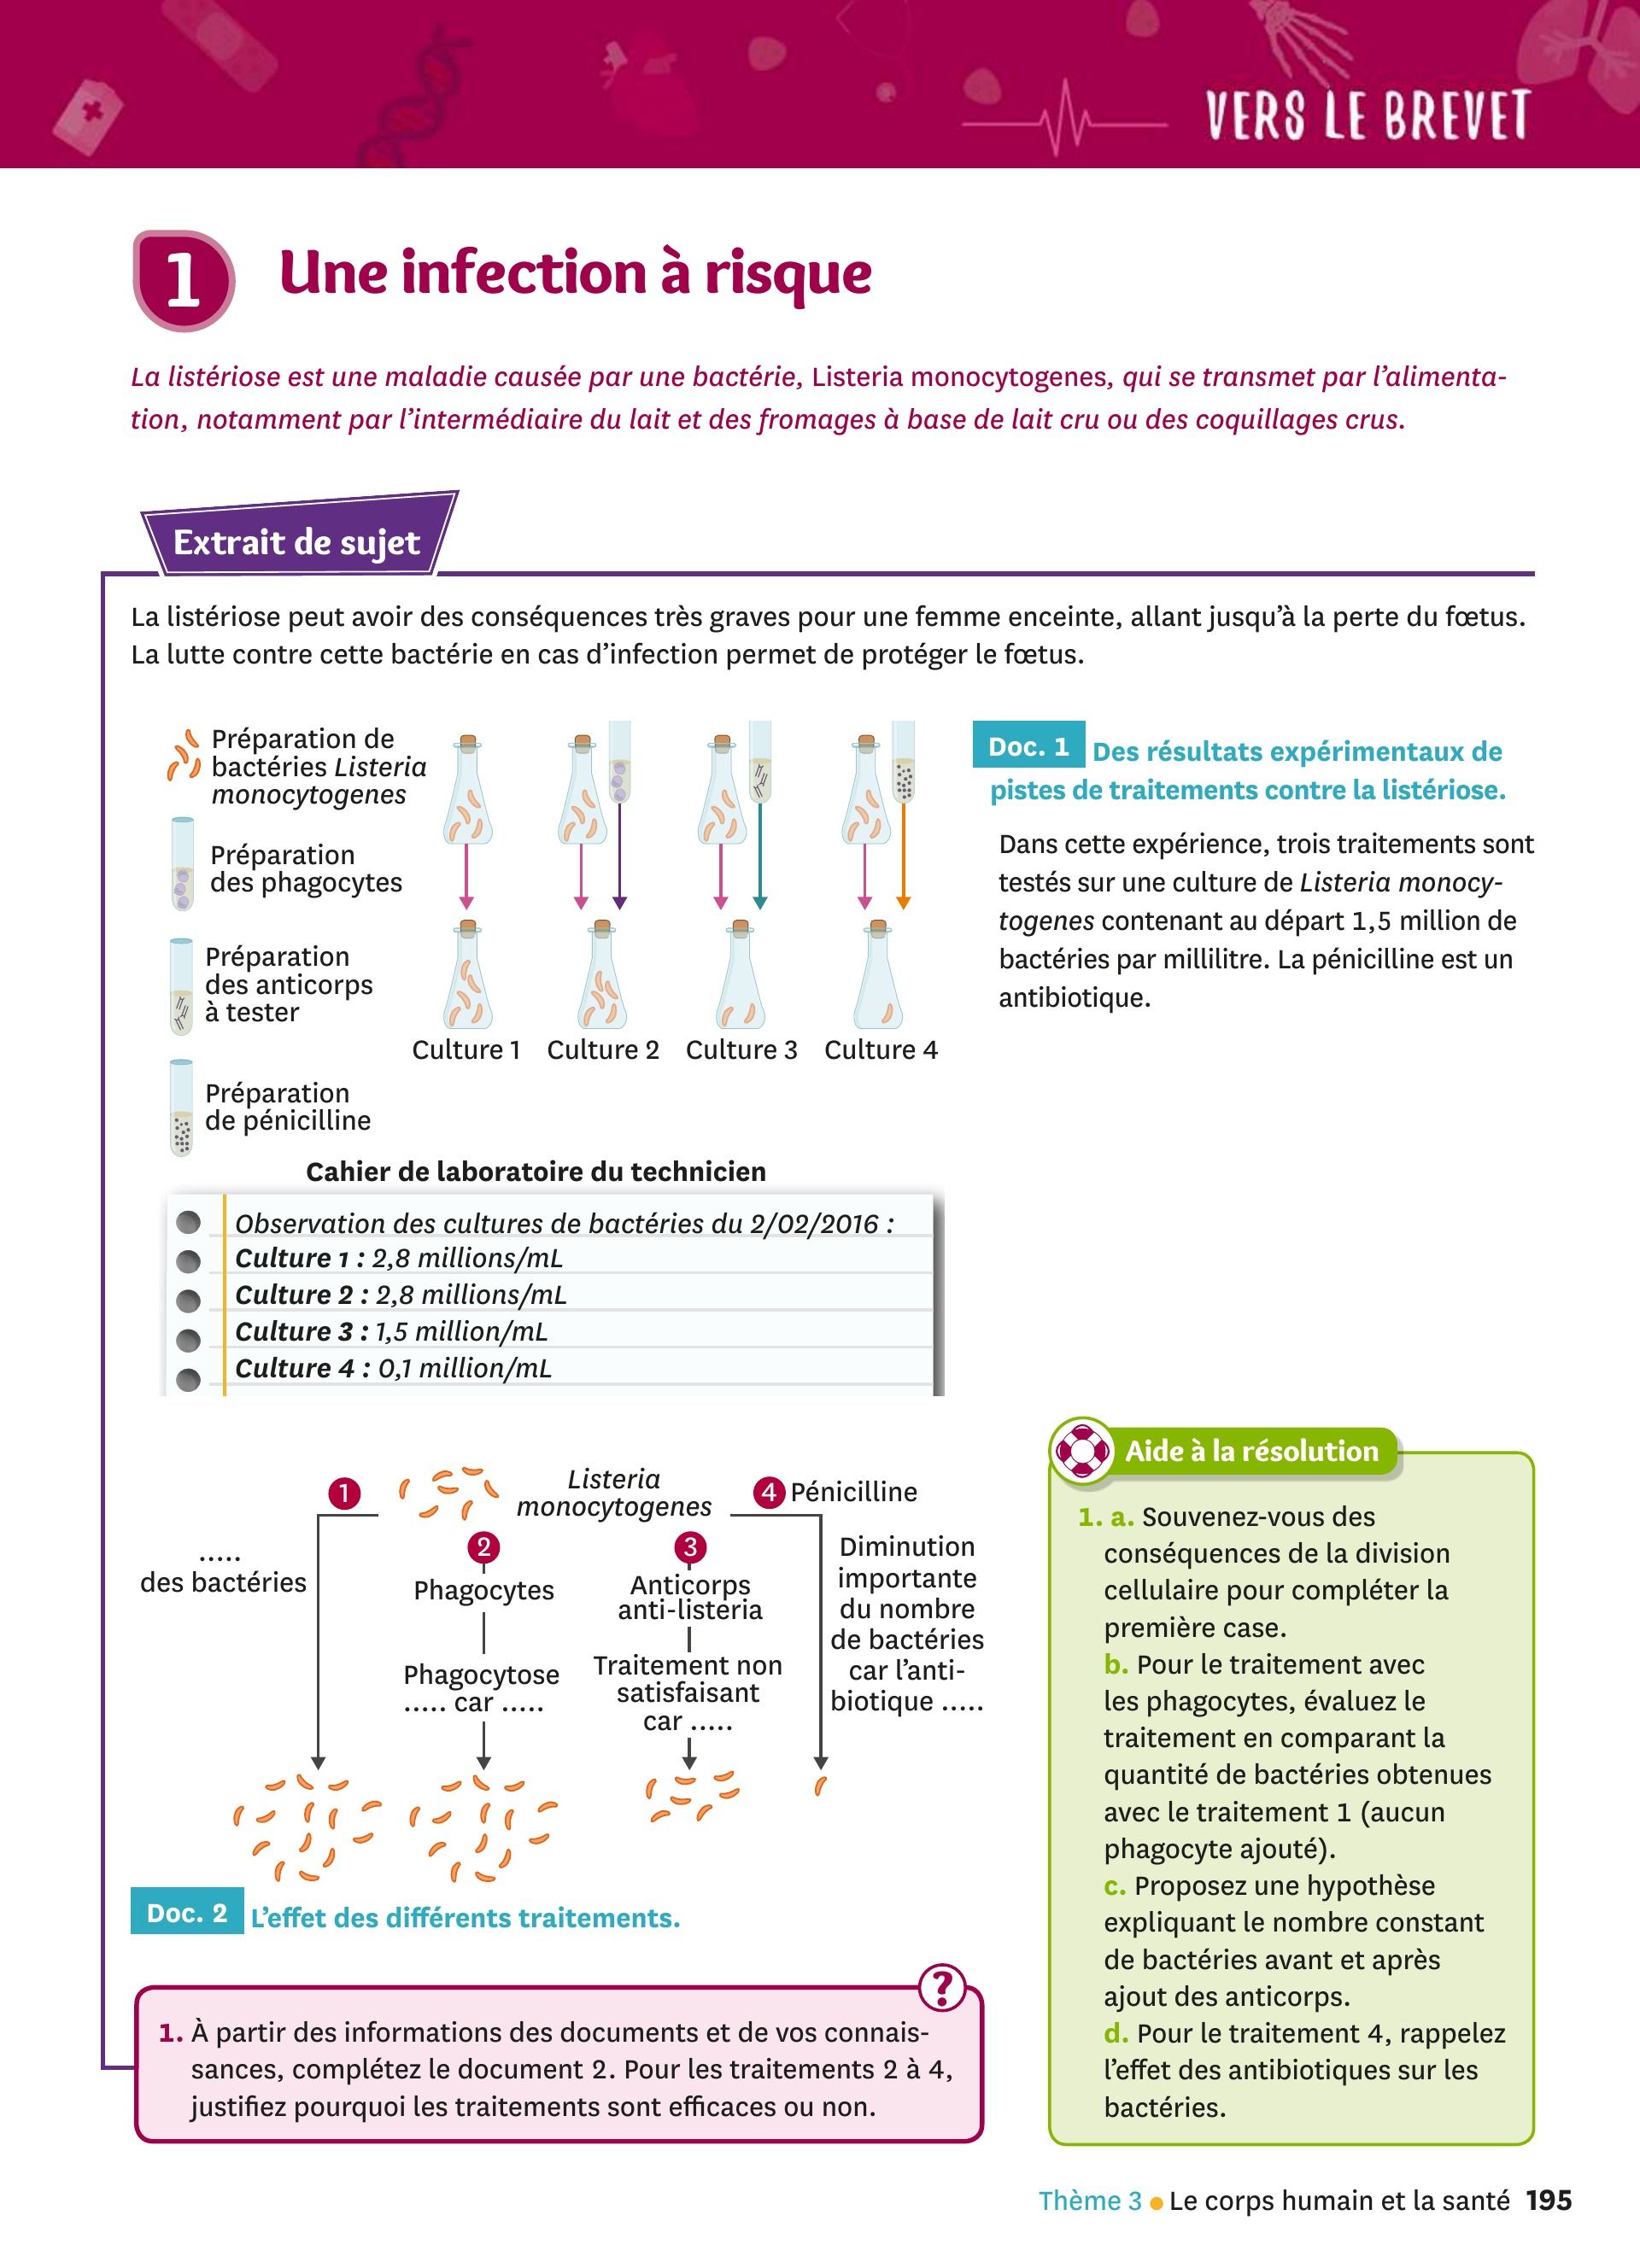 VERS LE BREVET
1
Une infection à risque
La listériose est une maladie causée par une bactérie, Listeria monocytogenes, qui se transmet par l'alimenta-
tion, notamment par l'intermédiaire du lait et des fromages à base de lait cru ou des coquillages crus.
Extrait de sujet
La listériose peut avoir des conséquences très graves pour une femme enceinte, allant jusqu'à la perte du fœtus.
La lutte contre cette bactérie en cas d'infection permet de protéger le fœtus.
Préparation de
bactéries Listeria
monocytogenes
Préparation
des phagocytes
Préparation
des anticorps
à tester
Préparation
de pénicilline
Culture 1
Culture 2
Culture 3
Culture 4
Doc. 1 Des résultats expérimentaux de
pistes de traitements contre la listériose.
Dans cette expérience, trois traitements sont
testés sur une culture de Listeria monocy-
togenes contenant au départ 1,5 million de
bactéries par millilitre. La pénicilline est un
antibiotique.
Cahier de laboratoire du technicien
Observation des cultures de bactéries du 2/02/2016 :
Culture 1 : 2,8 millions/mL
Culture 2 : 2,8 millions/mL
Culture 3 : 1,5 million/mL
Culture 4 : 0,1 million/mL
Listeria
monocytogenes
1
.....
des bactéries
2
Phagocytes
Phagocytose
..... car .....
3
Anticorps
anti-listeria
Traitement non
satisfaisant
car .....
4 Pénicilline
Diminution
importante
du nombre
de bactéries
car l'anti-
biotique .....
Doc. 2 L'effet des différents traitements.
?
1. À partir des informations des documents et de vos connais-
sances, complétez le document 2. Pour les traitements 2 à 4,
justifiez pourquoi les traitements sont efficaces ou non.
Aide à la résolution
1. a. Souvenez-vous des
conséquences de la division
cellulaire pour compléter la
première case.
b. Pour le traitement avec
les phagocytes, évaluez le
traitement en comparant la
quantité de bactéries obtenues
avec le traitement 1 (aucun
phagocyte ajouté).
c. Proposez une hypothèse
expliquant le nombre constant
de bactéries avant et après
ajout des anticorps.
d. Pour le traitement 4, rappelez
l'effet des antibiotiques sur les
bactéries.
Thème 3 • Le corps humain et la santé 195